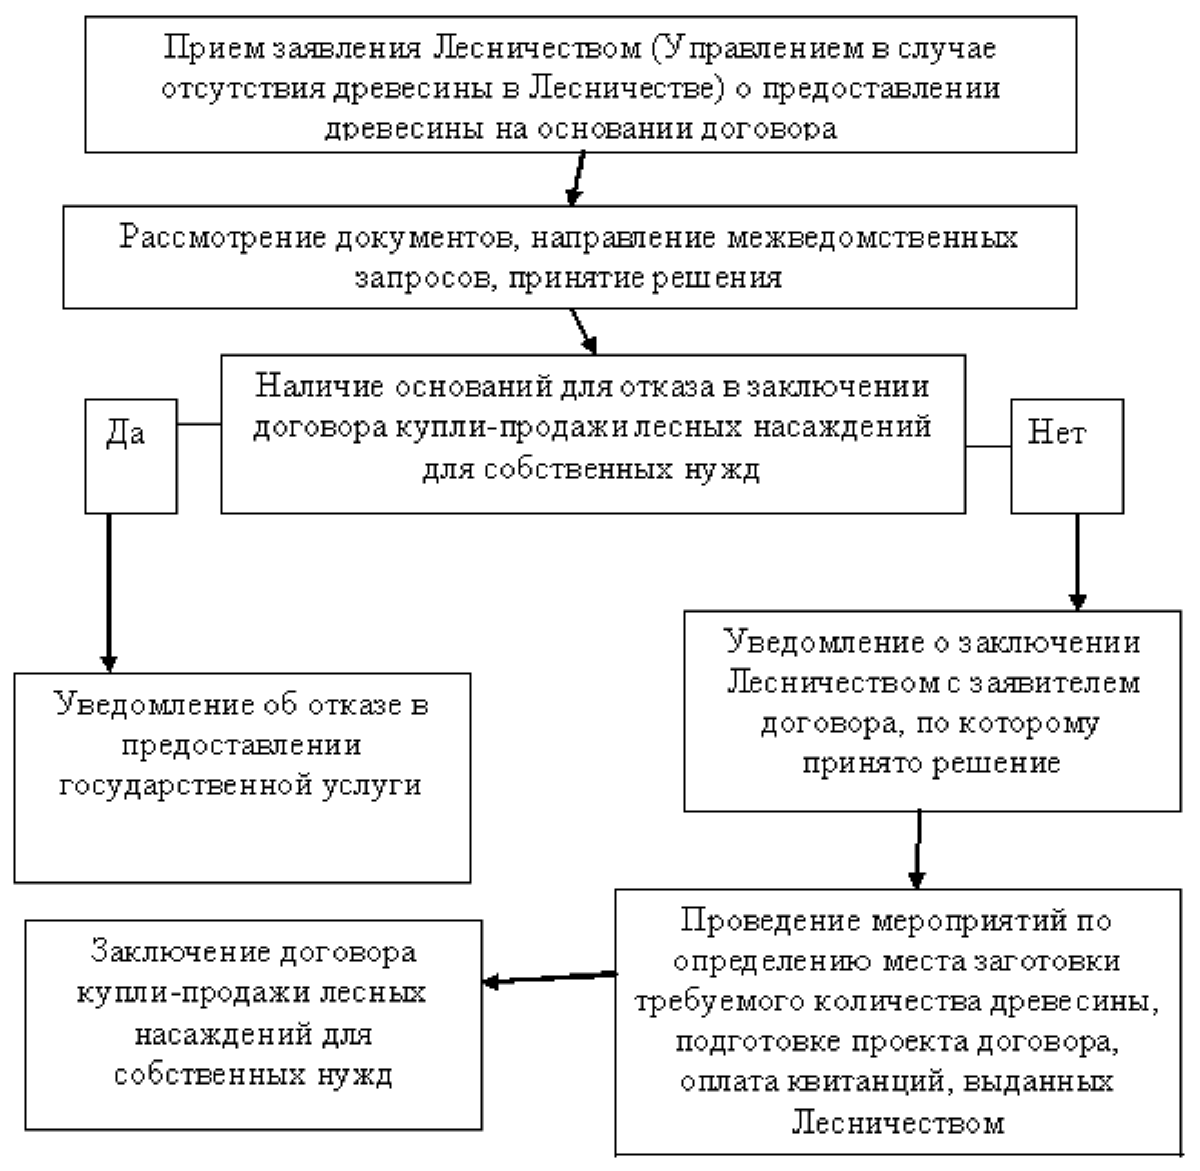 Прием заявления Лесничеством (Управлением в случае
отсутствия древесины в Лесничестве) о предоставлении
древесины на основании договора
Рассмотрение документов, направление межведомственных
запросов, принятие решения
Наличие оснований для отказа в заключении
договора купли-продажи лесных насаждений
для собственных нужд
Да
Нет
Уведомление об отказе в
предоставлении
государственной услуги
Уведомление о заключении
Лесничеством с заявителем
договора, по которому
принято решение
Проведение мероприятий по
определению места заготовки
требуемого количества древесины,
подготовке проекта договора,
оплата квитанций, выданных
Лесничеством
Заключение договора
купли-продажи лесных
насаждений для
собственных нужд